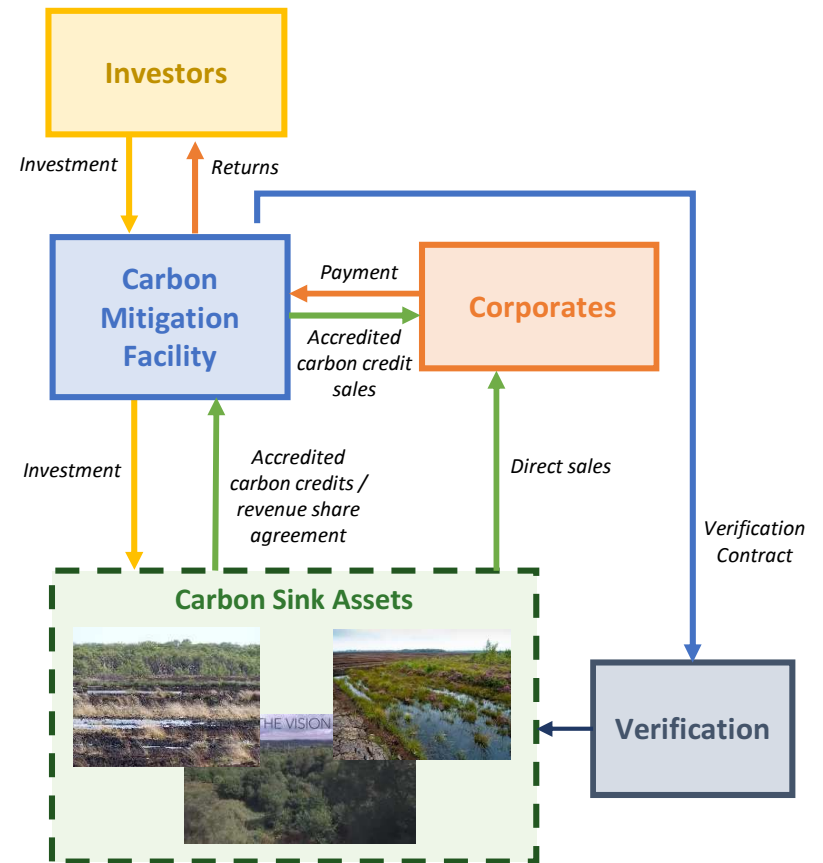 Investors
Investment
Returns
Carbon
Mitigation
Facility
Payment
Corporates
Accredited
carbon credit
sales
Investment
Accredited
carbon credits /
revenue share
agreement
Direct sales
Verification
Contract
Carbon Sink Assets
THE VISION
Verification